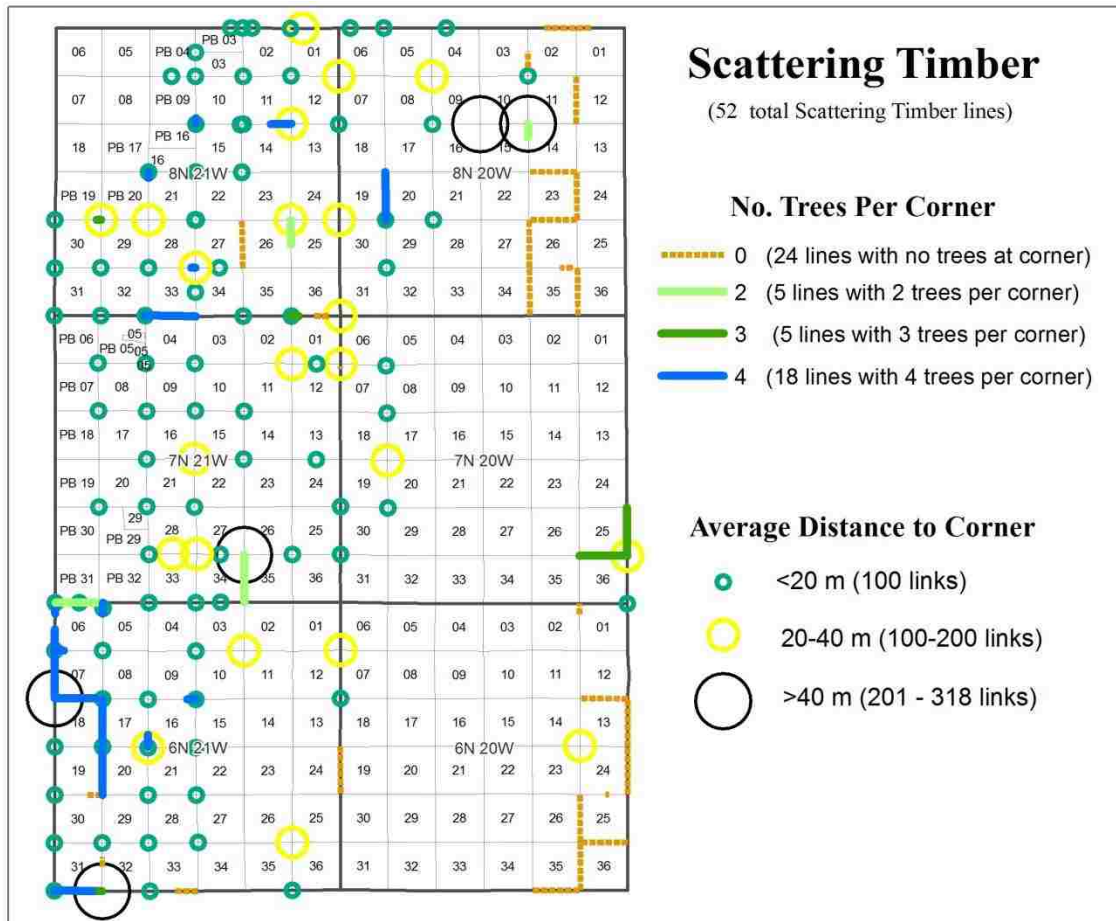 Scattering Timber
(52 total Scattering Timber lines)
No. Trees Per Corner
0 (24 lines with no trees at corner)
2 (5 lines with 2 trees per corner)
3 (5 lines with 3 trees per corner)
4 (18 lines with 4 trees per corner)
Average Distance to Corner
<20 m (100 links)
20-40 m (100-200 links)
>40 m (201 - 318 links)
PB 03
06 05 PB 04 02 01 06 05 04 03 02 01
03
07 08 PB 09 10 11 12 07 08 09 10 11 12
PB 16
18 PB 17 15 14 13 18 17 16 15 14 13
16
8N 21W 8N 20W
PB 19 PB 20 21 22 23 24 19 20 21 22 23 24
30 29 28 27 26 25 30 29 28 27 26 25
31 32 33 34 35 36 31 32 33 34 35 36
05
PB 06 04 03 02 01 06 05 04 03 02 01
PB 05 05
05
PB 07 08 09 10 11 12 07 08 09 10 11 12
PB 18 17 16 15 14 13 18 17 16 15 14 13
7N 21W 7N 20W
PB 19 20 21 22 23 24 19 20 21 22 23 24
29
PB 30 28 27 26 25 30 29 28 27 26 25
PB 29
PB 31 PB 32 33 34 35 36 31 32 33 34 35 36
06 05 04 03 02 01 06 05 04 03 02 01
07 08 09 10 11 12 07 08 09 10 11 12
18 17 16 15 14 13 18 17 16 15 14 13
6N 21W 6N 20W
19 20 21 22 23 24 19 20 21 22 23 24
30 29 28 27 26 25 30 29 28 27 26 25
31 32 33 34 35 36 31 32 33 34 35 36